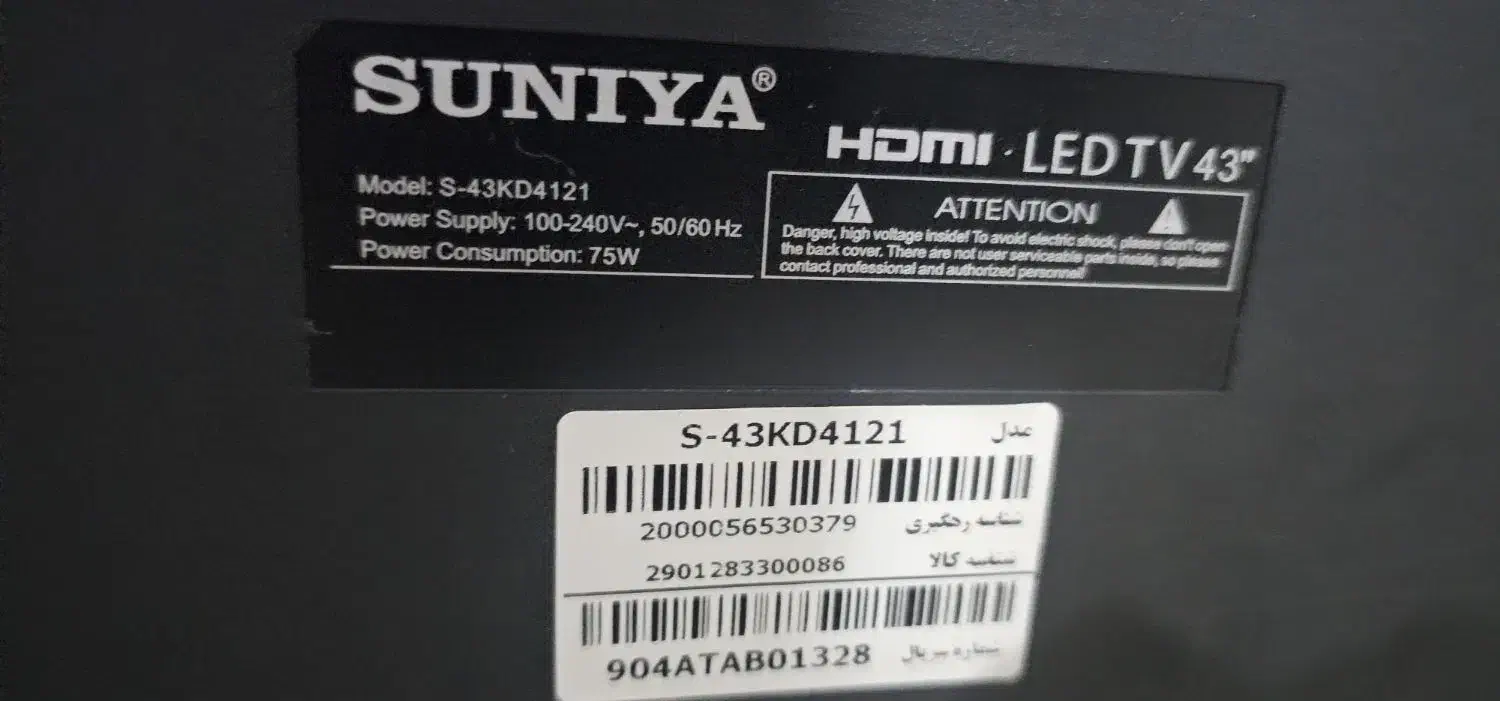 SUNIYA®
HDMI · LED TV 43"
Model: S-43KD4121
Power Supply: 100-240V~, 50/60 Hz
Power Consumption: 75W
ATTENTION
Danger, high voltage inside! To avoid electric shock, please don't open
the back cover. There are not user serviceable parts inside, so please
contact professional and authorized personnel!
S-43KD4121 مدل
2000056530379 شناسه رهگیری
2901283300086 شناسه کالا
904ATAB01328 شماره سریال